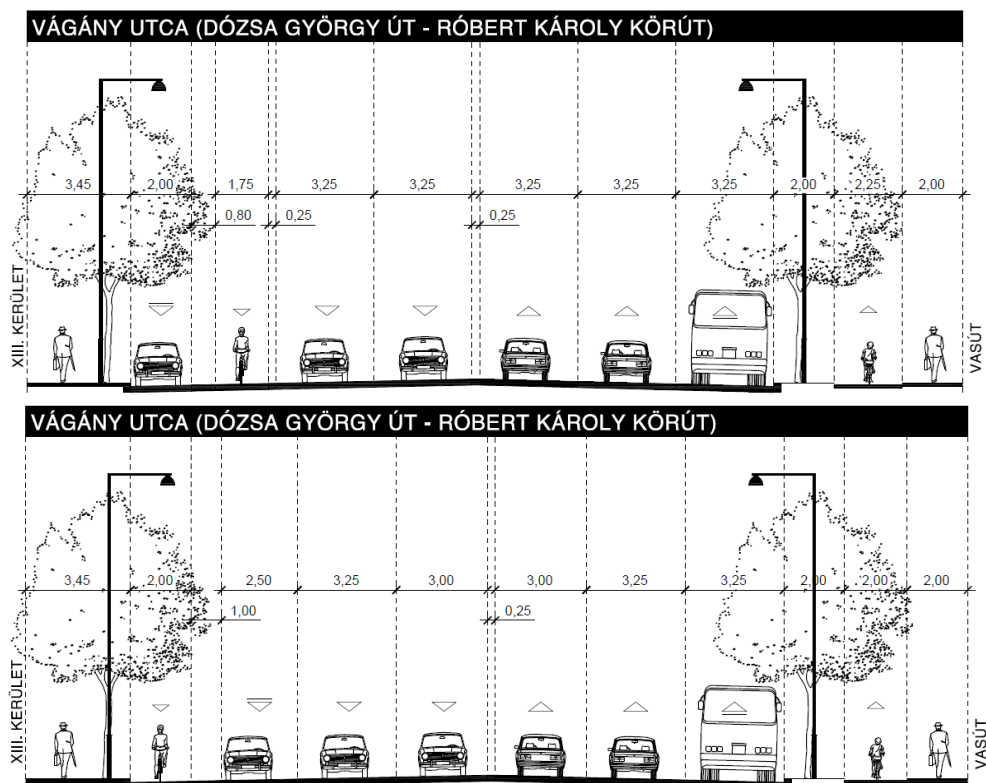 VÁGÁNY UTCA (DÓZSA GYÖRGY ÚT - RÓBERT KÁROLY KÖRÚT)
3,45 2,00 1,75 3,25 3,25 3,25 3,25 3,25 2,00 2,25 2,00
0,80 0,25 0,25
XIII. KERÜLET
VASÚT
VÁGÁNY UTCA (DÓZSA GYÖRGY ÚT - RÓBERT KÁROLY KÖRÚT)
3,45 2,00 2,50 3,25 3,00 3,00 3,25 3,25 2,00 2,00 2,00
1,00 0,25
XIII. KERÜLET
VASÚT